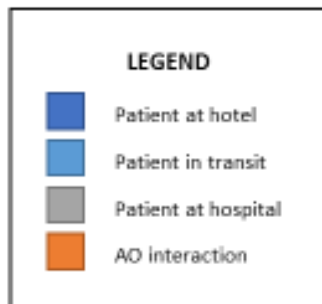 LEGEND
Patient at hotel
Patient in transit
Patient at hospital
AO interaction